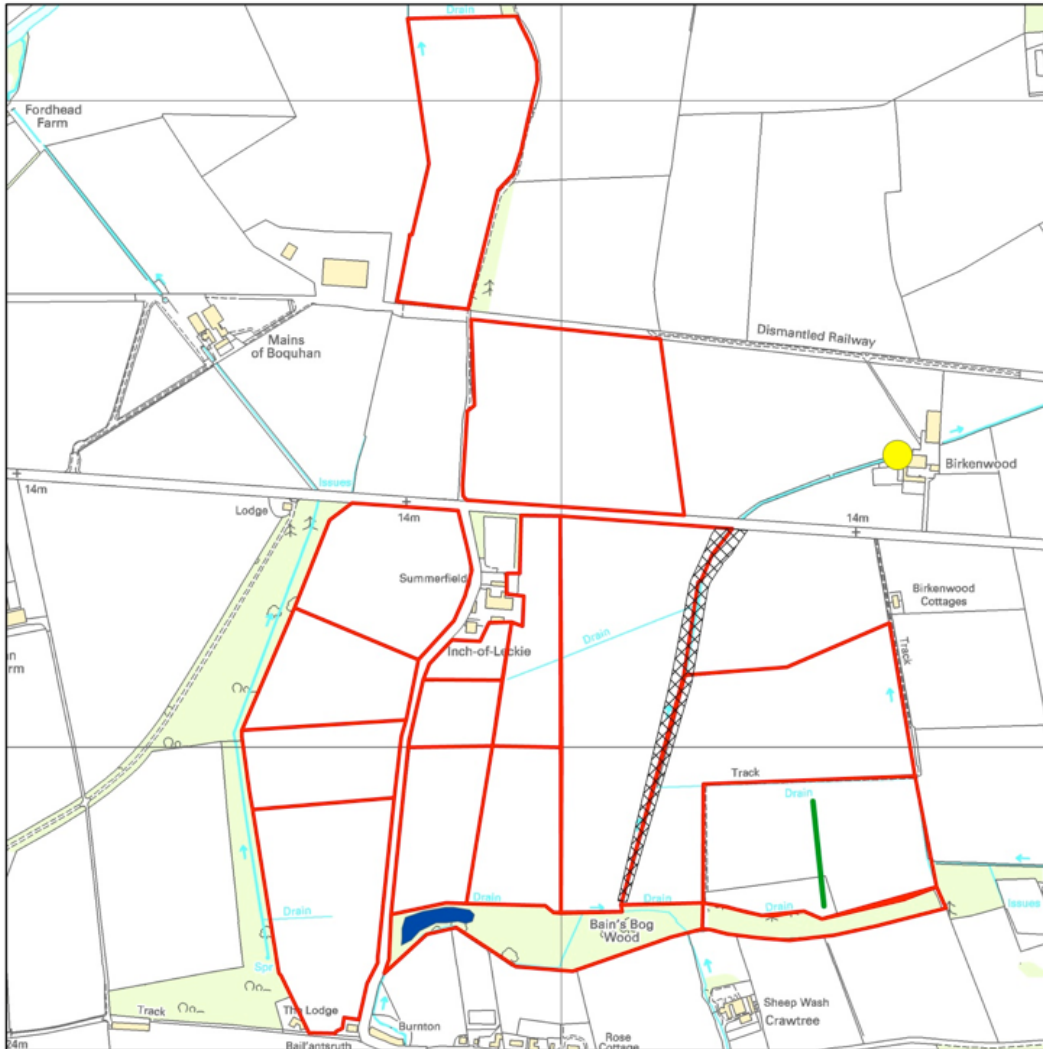 Drain
Fordhead
Farm
Dismantled Railway
Mains
of Boquhan
Birkenwood
14m
Issues
14m
14m
Lodge
Summerfield
Birkenwood
Cottages
Drain
Inch-of-Leckie
rm
Track
Track
Drain
Drain
Drain
Drain
Drain
Issues
Bain's Bog
Wood
Spr
Track
The Lodge
Burnton
Sheep Wash
Crawtree
24m
Bail'antsruth
Rose
Cottage